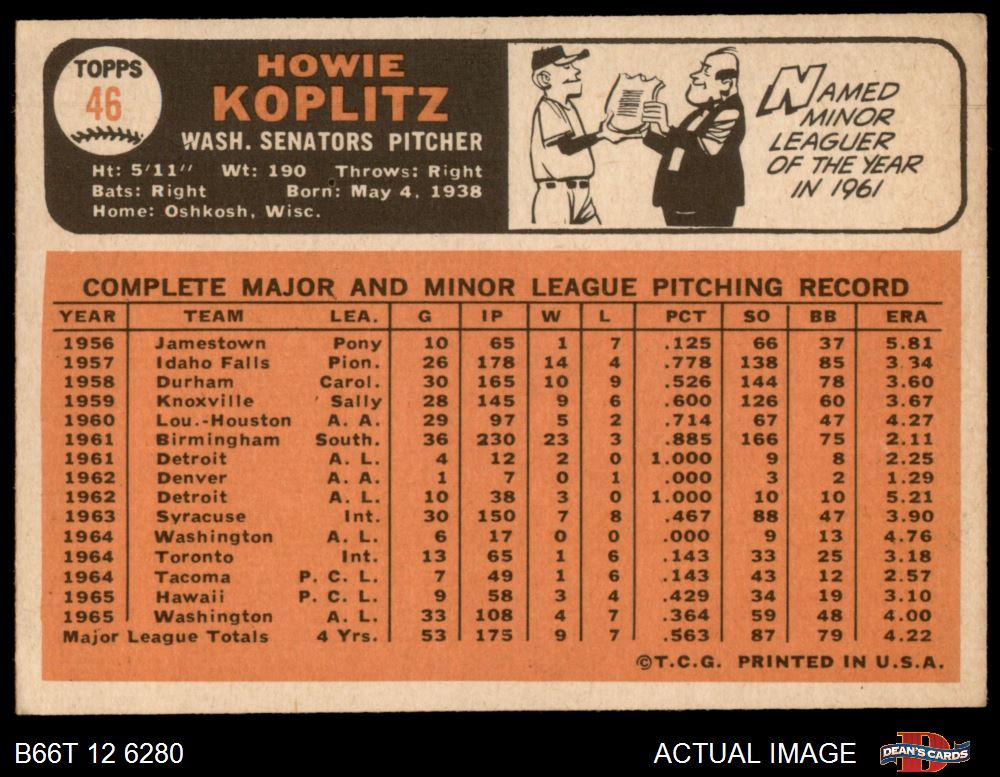 TOPPS
46
HOWIE
KOPLITZ
WASH. SENATORS PITCHER
Ht: 5'11'' Wt: 190 Throws: Right
Bats: Right Born: May 4, 1938
Home: Oshkosh, Wisc.
NAMED
MINOR
LEAGUER
OF THE YEAR
IN 1961
COMPLETE MAJOR AND MINOR LEAGUE PITCHING RECORD
YEAR TEAM LEA. G IP W L PCT SO BB ERA
1956 Jamestown Pony 10 65 1 7 .125 66 37 5.81
1957 Idaho Falls Pion. 26 178 14 4 .778 138 85 3.34
1958 Durham Carol. 30 165 10 9 .526 144 78 3.60
1959 Knoxville Sally 28 145 9 6 .600 126 60 3.67
1960 Lou.-Houston A. A. 29 97 5 2 .714 67 47 4.27
1961 Birmingham South. 36 230 23 3 .885 166 75 2.11
1961 Detroit A. L. 4 12 2 0 1.000 9 8 2.25
1962 Denver A. A. 1 7 0 1 .000 3 2 1.29
1962 Detroit A. L. 10 38 3 0 1.000 10 10 5.21
1963 Syracuse Int. 30 150 7 8 .467 88 47 3.90
1964 Washington A. L. 6 17 0 0 .000 9 13 4.76
1964 Toronto Int. 13 65 1 6 .143 33 25 3.18
1964 Tacoma P. C. L. 7 49 1 6 .143 43 12 2.57
1965 Hawaii P. C. L. 9 58 3 4 .429 34 19 3.10
1965 Washington A. L. 33 108 4 7 .364 59 48 4.00
Major League Totals 4 Yrs. 53 175 9 7 .563 87 79 4.22
©T.C.G. PRINTED IN U.S.A.
B66T 12 6280
ACTUAL IMAGE
DEAN'S CARDS